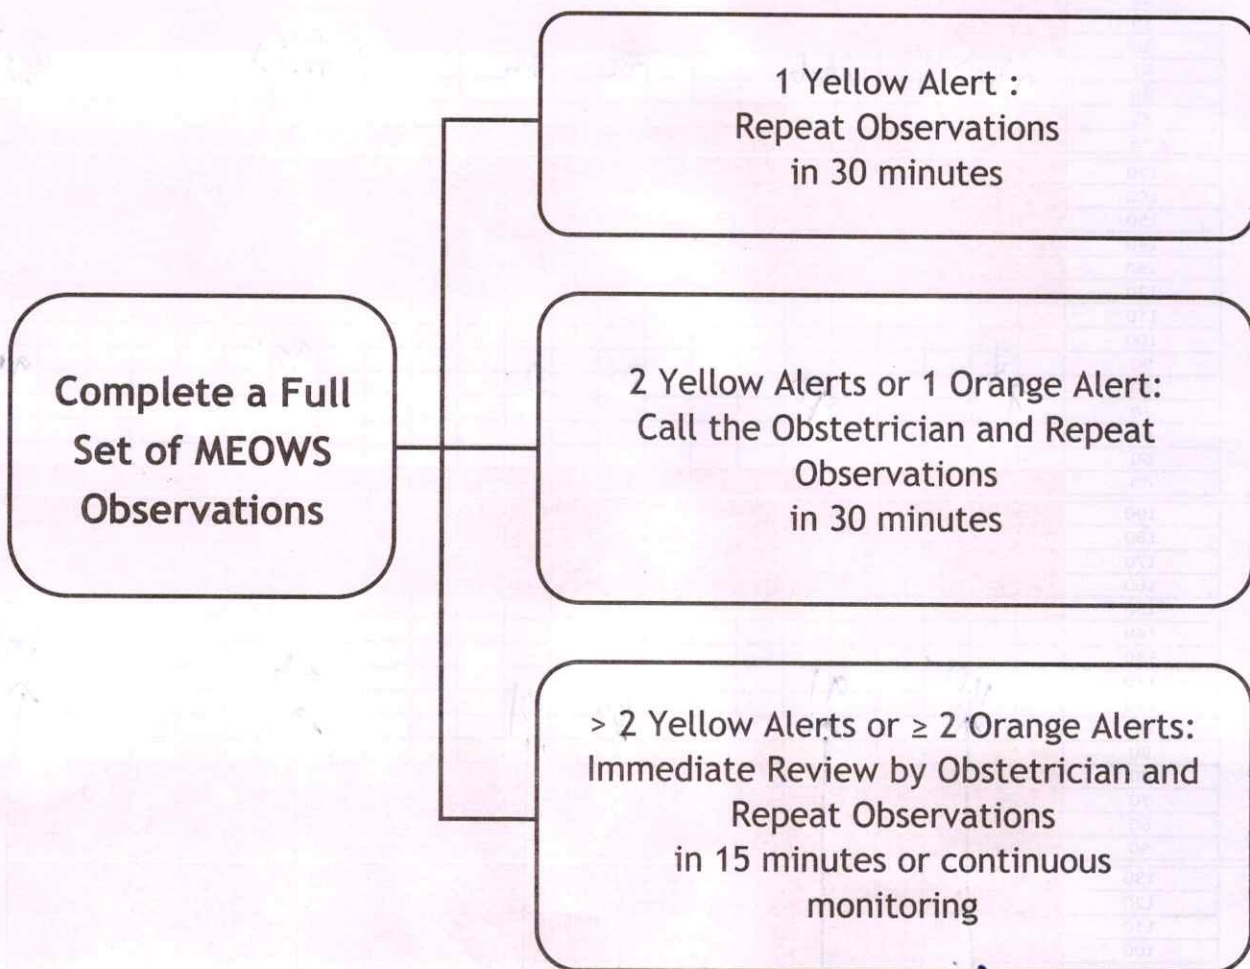 Complete a Full
Set of MEOWS
Observations
1 Yellow Alert :
Repeat Observations
in 30 minutes
2 Yellow Alerts or 1 Orange Alert:
Call the Obstetrician and Repeat
Observations
in 30 minutes
> 2 Yellow Alerts or ≥ 2 Orange Alerts:
Immediate Review by Obstetrician and
Repeat Observations
in 15 minutes or continuous
monitoring